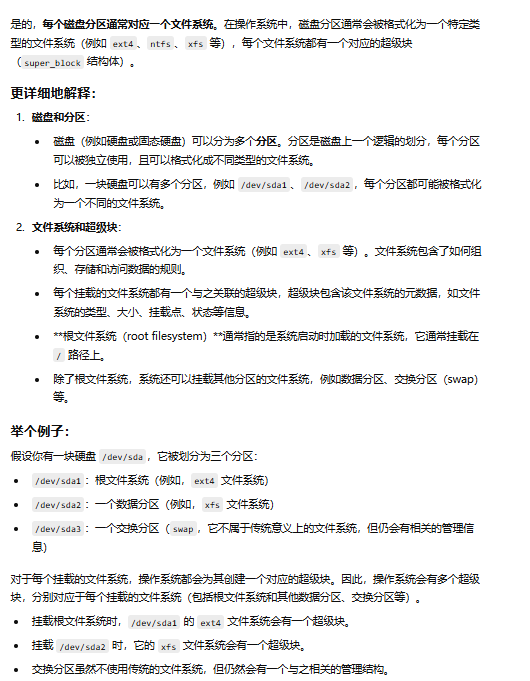 是的，每个磁盘分区通常对应一个文件系统。在操作系统中，磁盘分区通常会被格式化为一个特定类
型的文件系统（例如 ext4、ntfs、xfs 等），每个文件系统都有一个对应的超级块
（super_block 结构体）。
更详细地解释：
1. 磁盘和分区：
• 磁盘（例如硬盘或固态硬盘）可以分为多个分区。分区是磁盘上一个逻辑的划分，每个分区
可以被独立使用，且可以格式化成不同类型的文件系统。
• 比如，一块硬盘可以有多个分区，例如 /dev/sda1、/dev/sda2，每个分区都可能被格式化
为一个不同的文件系统。
2. 文件系统和超级块：
• 每个分区通常会被格式化为一个文件系统（例如 ext4、xfs 等）。文件系统包含了如何组
织、存储和访问数据的规则。
• 每个挂载的文件系统都有一个与之关联的超级块，超级块包含该文件系统的元数据，如文件
系统的类型、大小、挂载点、状态等信息。
• **根文件系统（root filesystem）**通常指的是系统启动时加载的文件系统，它通常挂载在
/ 路径上。
• 除了根文件系统，系统还可以挂载其他分区的文件系统，例如数据分区、交换分区（swap）
等。
举个例子：
假设你有一块硬盘 /dev/sda，它被划分为三个分区：
• /dev/sda1：根文件系统（例如，ext4 文件系统）
• /dev/sda2：一个数据分区（例如，xfs 文件系统）
• /dev/sda3：一个交换分区（swap，它不属于传统意义上的文件系统，但仍会有相关的管理信
息）
对于每个挂载的文件系统，操作系统都会为其创建一个对应的超级块。因此，操作系统会有多个超级
块，分别对应于每个挂载的文件系统（包括根文件系统和其他数据分区、交换分区等）。
• 挂载根文件系统时，/dev/sda1 的 ext4 文件系统会有一个超级块。
• 挂载 /dev/sda2 时，它的 xfs 文件系统会有一个超级块。
• 交换分区虽然不使用传统的文件系统，但仍然会有一个与之相关的管理结构。